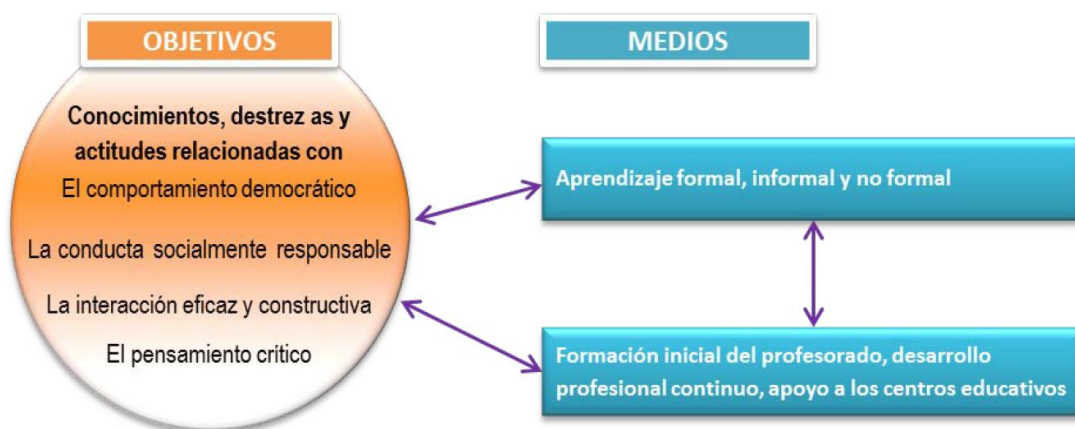 OBJETIVOS
Conocimientos, destrez as y
actitudes relacionadas con
El comportamiento democrático
La conducta socialmente responsable
La interacción eficaz y constructiva
El pensamiento crítico
MEDIOS
Aprendizaje formal, informal y no formal
Formación inicial del profesorado, desarrollo
profesional continuo, apoyo a los centros educativos